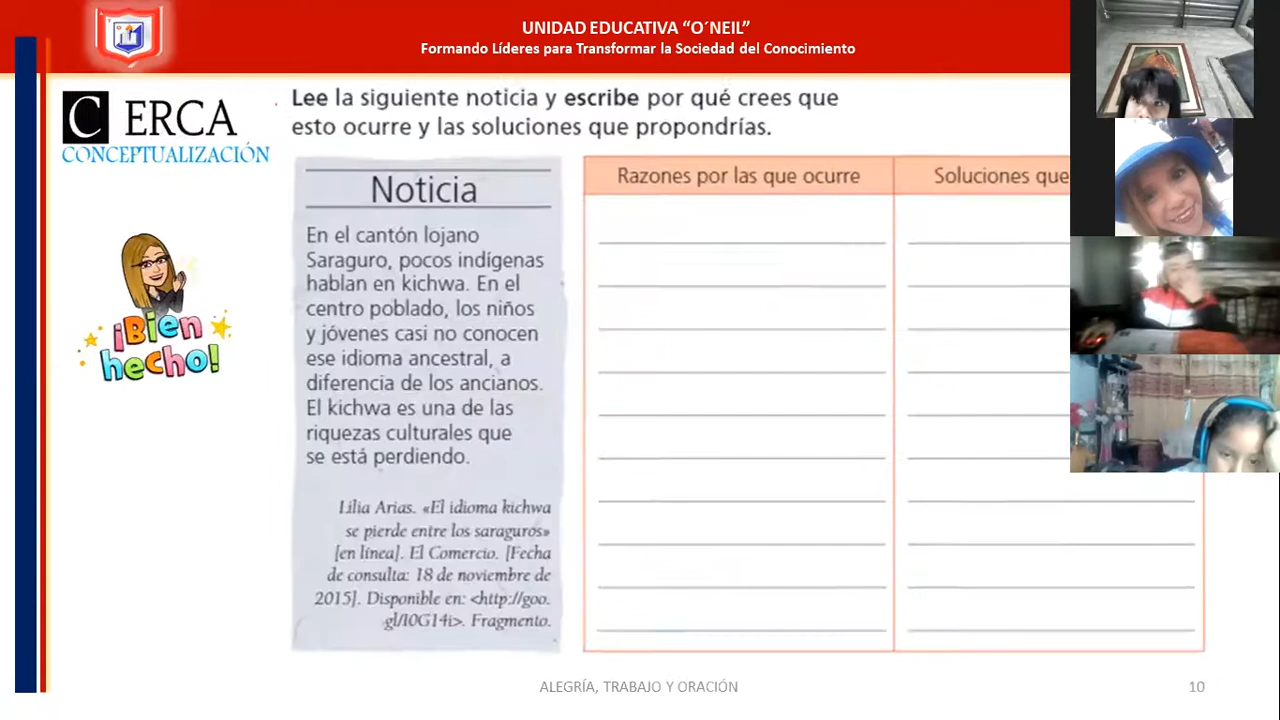 UNIDAD EDUCATIVA “O´NEIL”
Formando Líderes para Transformar la Sociedad del Conocimiento
C ERCA
CONCEPTUALIZACIÓN
Lee la siguiente noticia y escribe por qué crees que
esto ocurre y las soluciones que propondrías.
¡Bien
hecho!
Noticia
En el cantón lojano
Saraguro, pocos indígenas
hablan en kichwa. En el
centro poblado, los niños
y jóvenes casi no conocen
ese idioma ancestral, a
diferencia de los ancianos.
El kichwa es una de las
riquezas culturales que
se está perdiendo.
Lilia Arias. «El idioma kichwa
se pierde entre los saraguros»
[en línea]. El Comercio. [Fecha
de consulta: 18 de noviembre de
2015]. Disponible en: <http://goo.
gl/I0G14i>. Fragmento.
Razones por las que ocurre
Soluciones que
ALEGRÍA, TRABAJO Y ORACIÓN
10